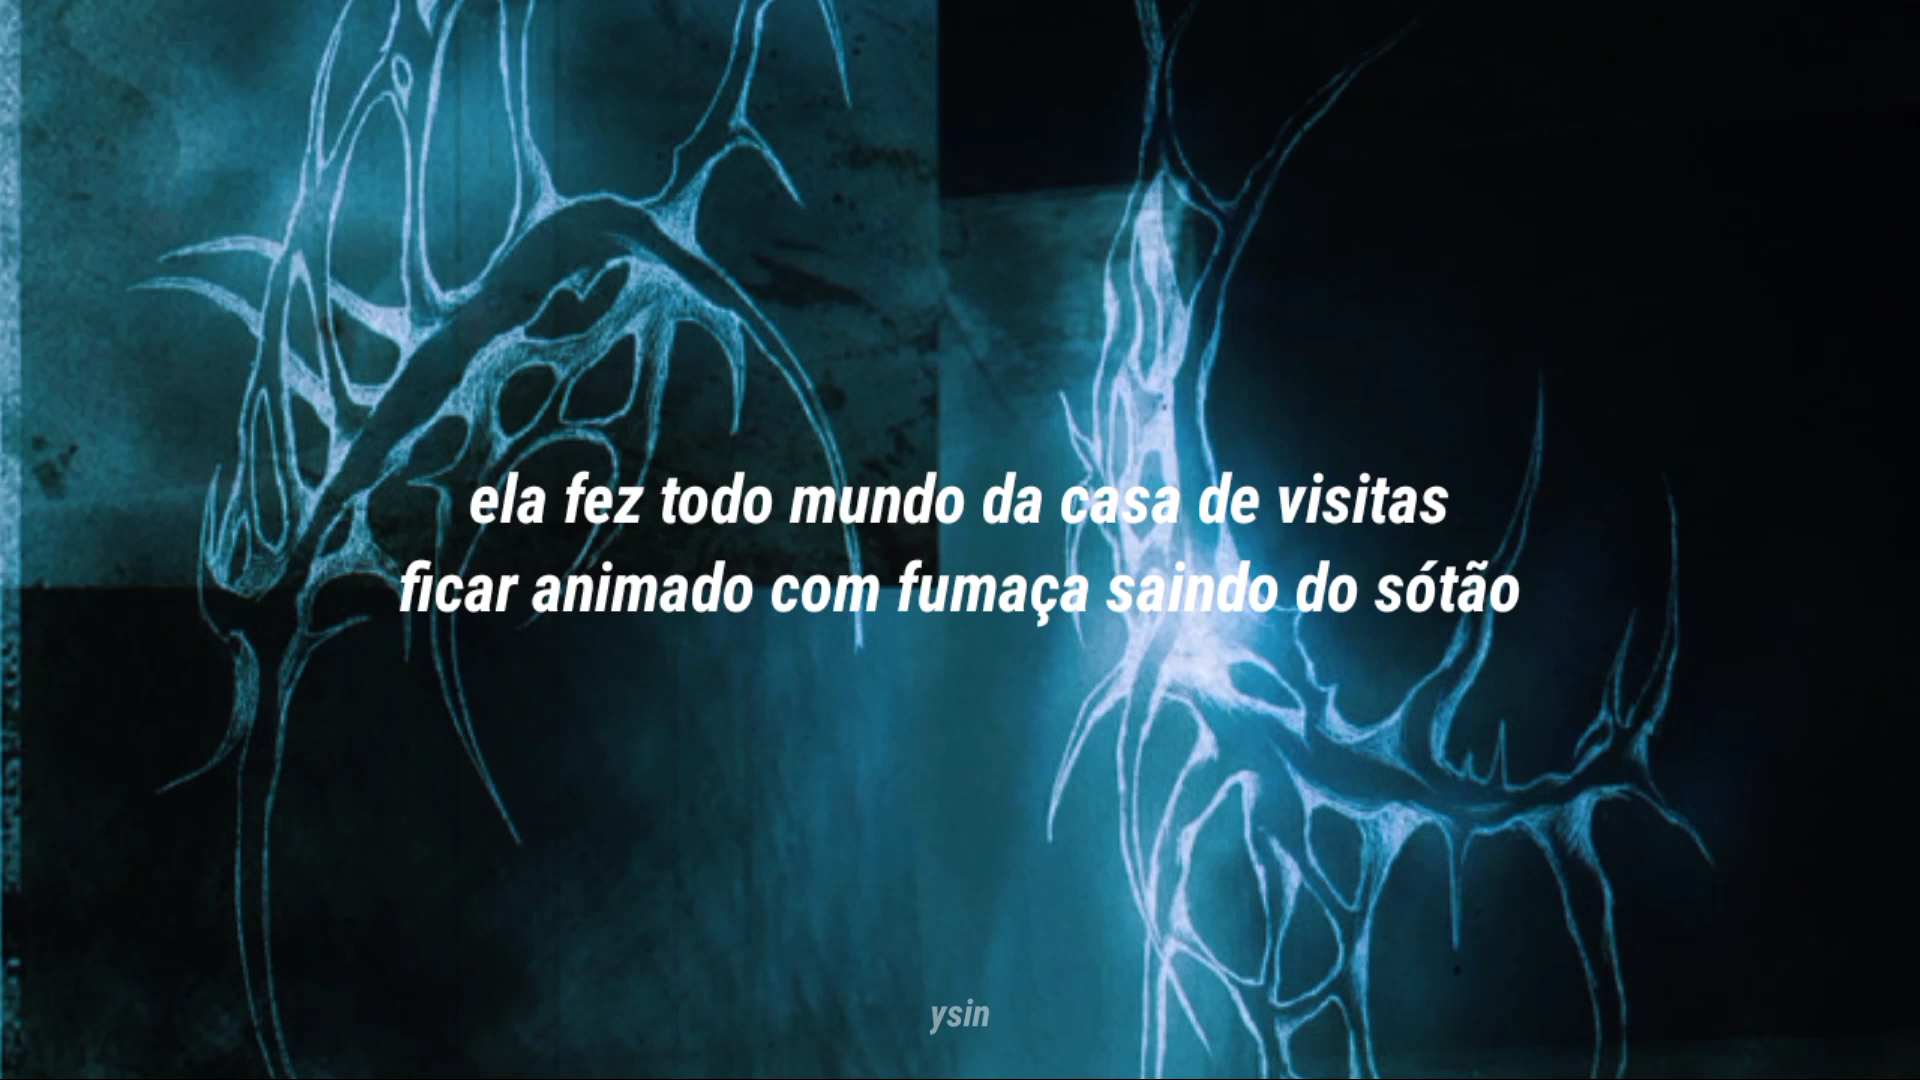 ela fez todo mundo da casa de visitas
ficar animado com fumaça saindo do sótão
ysin